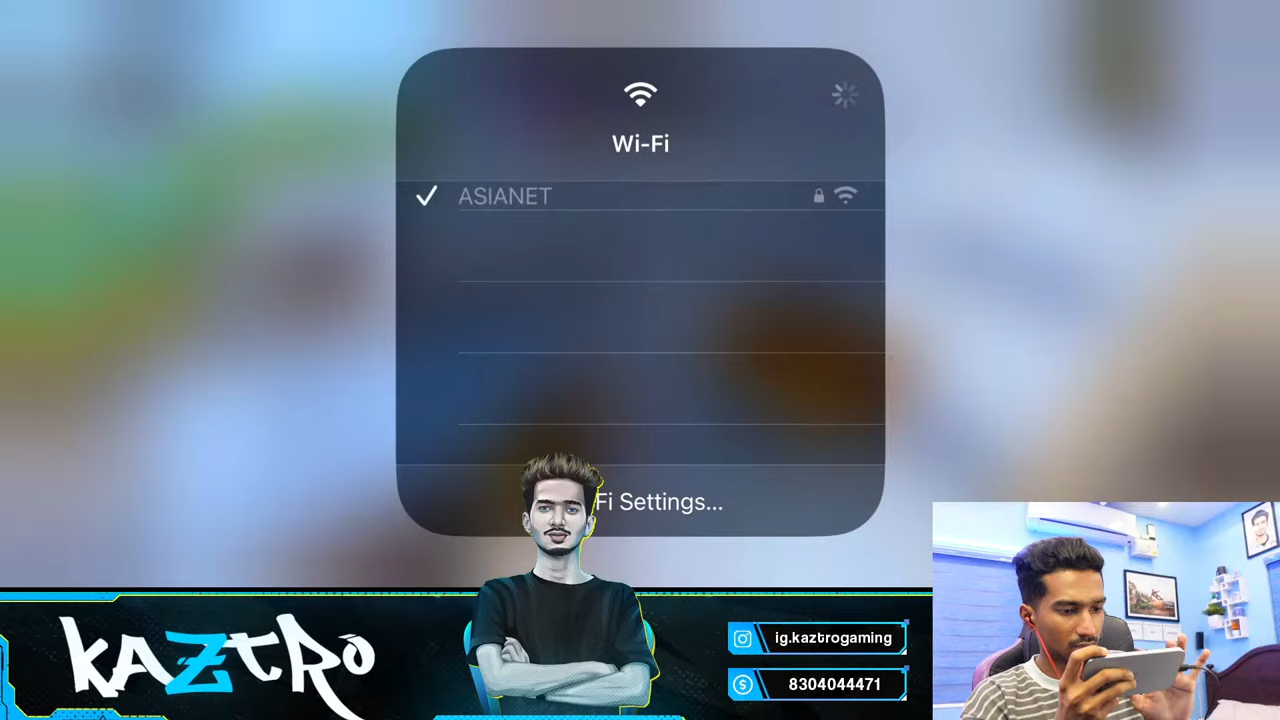 Wi-Fi
ASIANET
Fi Settings...
KAZTRO
ig.kaztrogaming
8304044471